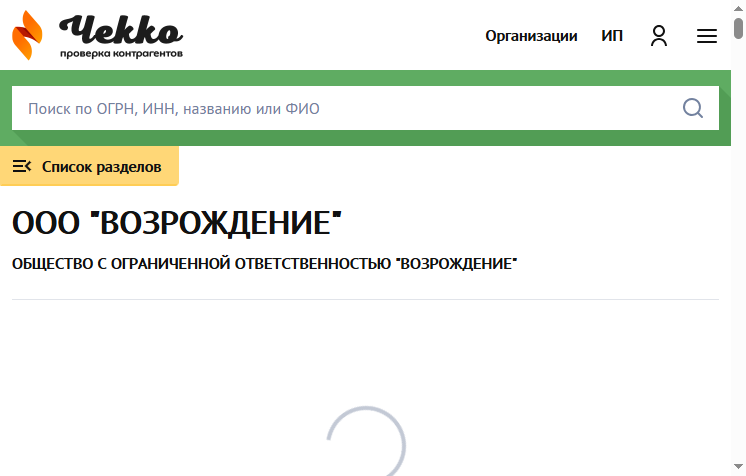 Чекко
проверка контрагентов
Организации
ИП
Поиск по ОГРН, ИНН, названию или ФИО
Список разделов
ООО "ВОЗРОЖДЕНИЕ"
ОБЩЕСТВО С ОГРАНИЧЕННОЙ ОТВЕТСТВЕННОСТЬЮ "ВОЗРОЖДЕНИЕ"